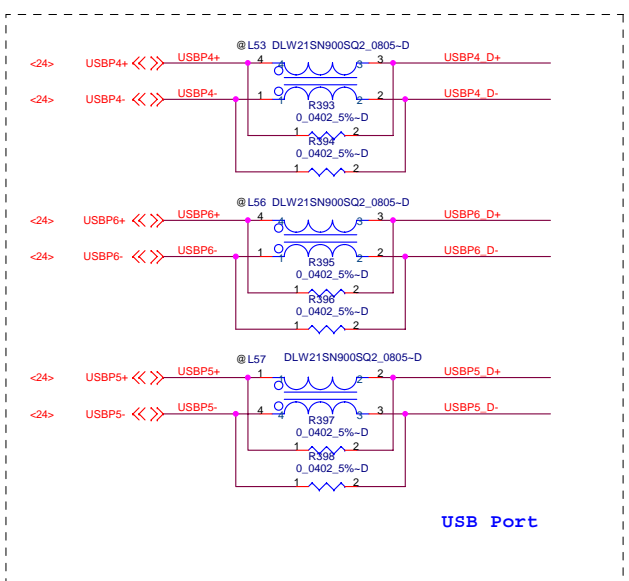 @L53 DLW21SN900SQ2_0805~D
<24> USBP4+ USBP4+ 4 4 3 3 USBP4_D+
<24> USBP4- USBP4- 1 1 2 2 USBP4_D-
R393
0_0402_5%~D
1 2
R394
0_0402_5%~D
1 2
@L56 DLW21SN900SQ2_0805~D
<24> USBP6+ USBP6+ 4 4 3 3 USBP6_D+
<24> USBP6- USBP6- 1 1 2 2 USBP6_D-
R395
0_0402_5%~D
1 2
R396
0_0402_5%~D
1 2
@L57 DLW21SN900SQ2_0805~D
<24> USBP5+ USBP5+ 1 1 2 2 USBP5_D+
<24> USBP5- USBP5- 4 4 3 3 USBP5_D-
R397
0_0402_5%~D
1 2
R398
0_0402_5%~D
1 2
USB Port